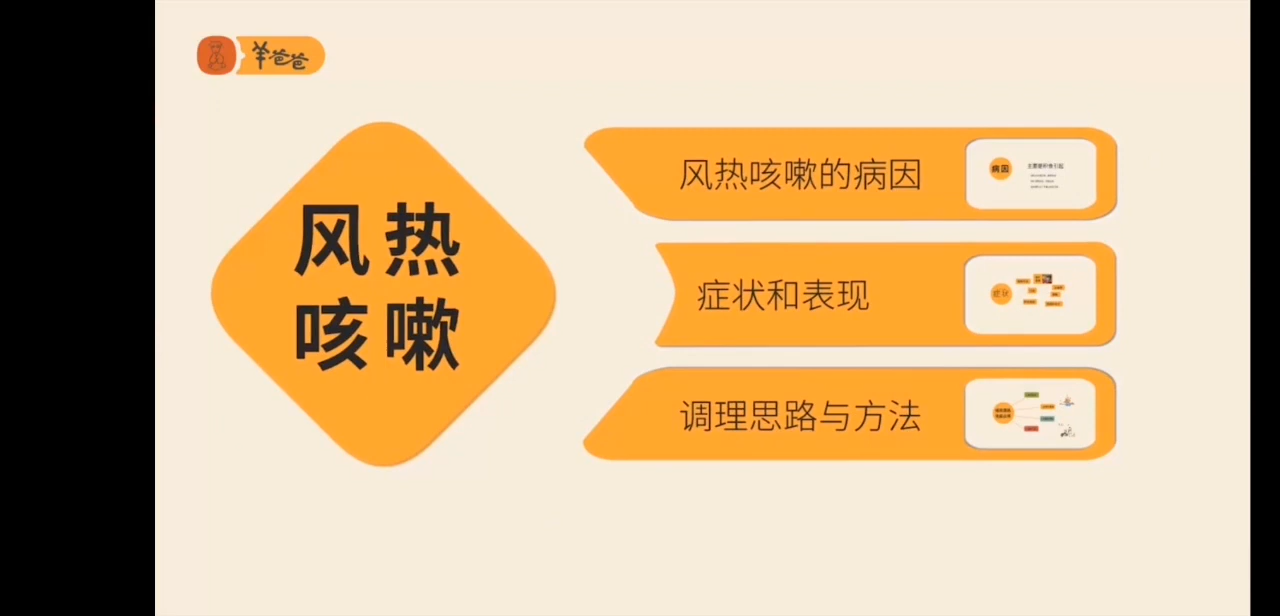 羊爸爸
风热
咳嗽
风热咳嗽的病因
病因
症状和表现
症状
调理思路与方法